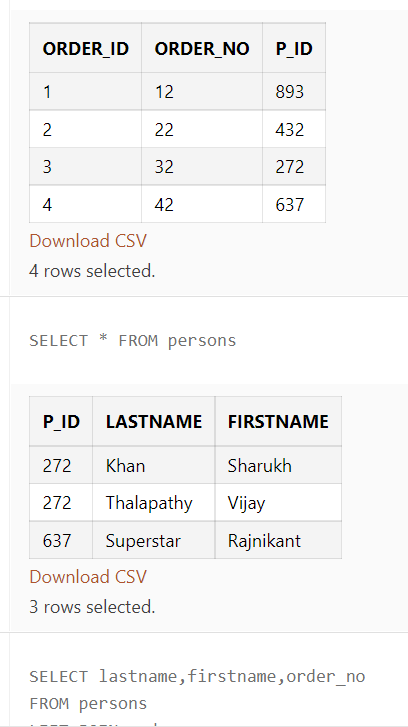 ORDER_ID ORDER_NO P_ID
1 12 893
2 22 432
3 32 272
4 42 637
Download CSV
4 rows selected.
SELECT * FROM persons
P_ID LASTNAME FIRSTNAME
272 Khan Sharukh
272 Thalapathy Vijay
637 Superstar Rajnikant
Download CSV
3 rows selected.
SELECT lastname,firstname,order_no
FROM persons